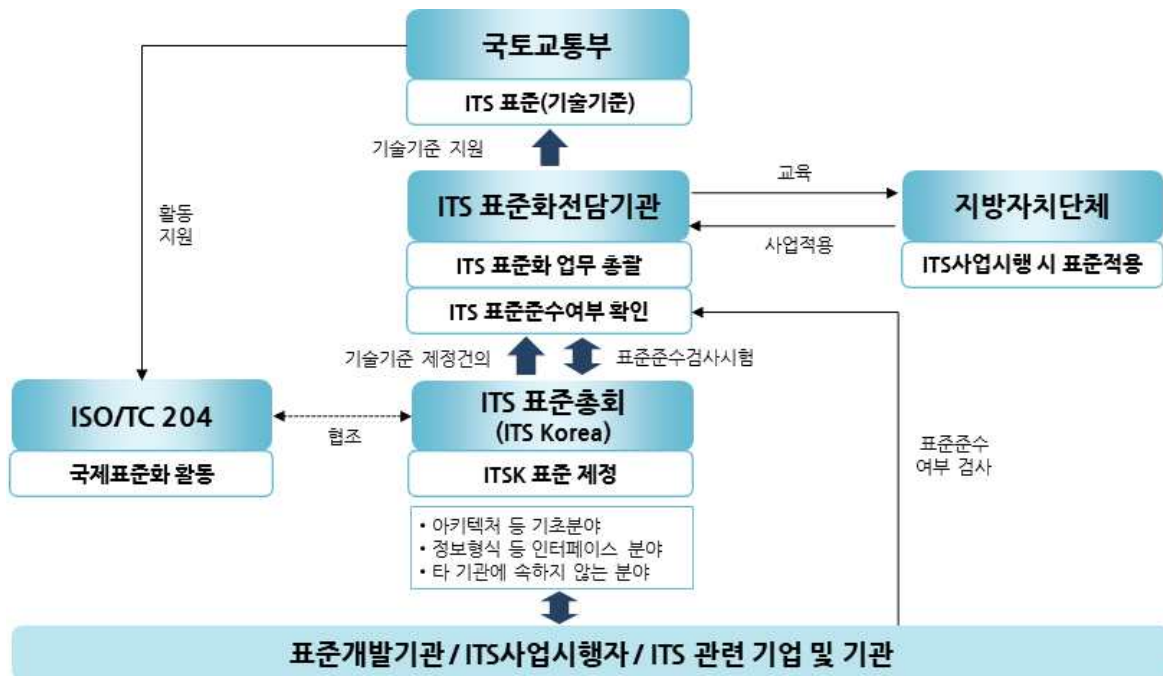 국토교통부
ITS 표준(기술기준)
기술기준 지원
활동
지원
ITS 표준화전담기관
ITS 표준화 업무 총괄
ITS 표준준수여부 확인
교육
사업적용
지방자치단체
ITS사업시행 시 표준적용
기술기준 제정건의
표준준수검사시험
ISO/TC 204
국제표준화 활동
협조
ITS 표준총회
(ITS Korea)
ITSK 표준 제정
표준준수
여부 검사
• 아키텍처 등 기초분야
• 정보형식 등 인터페이스 분야
• 타 기관에 속하지 않는 분야
표준개발기관 / ITS사업시행자 / ITS 관련 기업 및 기관